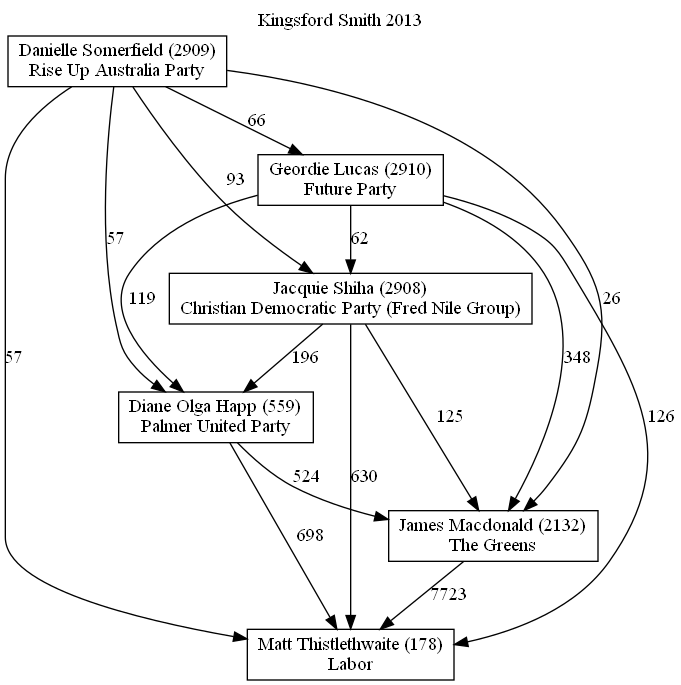 Kingsford Smith 2013
Danielle Somerfield (2909)
Rise Up Australia Party
66
Geordie Lucas (2910)
Future Party
93
57
119
62
26
Jacquie Shiha (2908)
Christian Democratic Party (Fred Nile Group)
57
196
348
Diane Olga Happ (559)
Palmer United Party
125
126
524
630
James Macdonald (2132)
The Greens
698
7723
Matt Thistlethwaite (178)
Labor